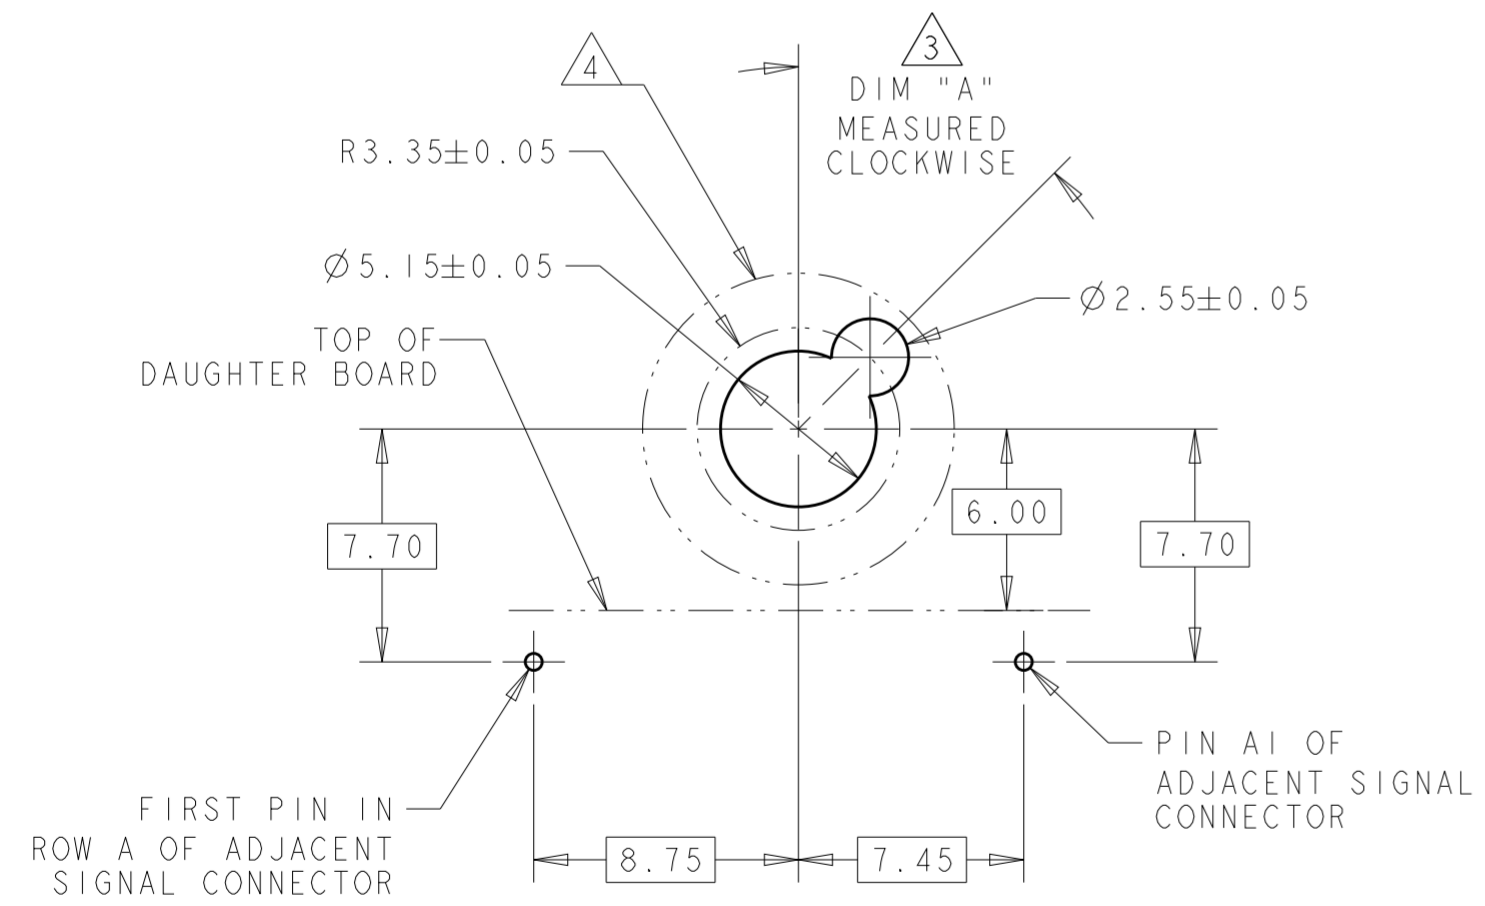 3
DIM "A"
MEASURED
CLOCKWISE
4
R3.35±0.05
Ø5.15±0.05
Ø2.55±0.05
TOP OF
DAUGHTER BOARD
7.70
6.00
7.70
PIN A1 OF
ADJACENT SIGNAL
CONNECTOR
FIRST PIN IN
ROW A OF ADJACENT
SIGNAL CONNECTOR
8.75
7.45